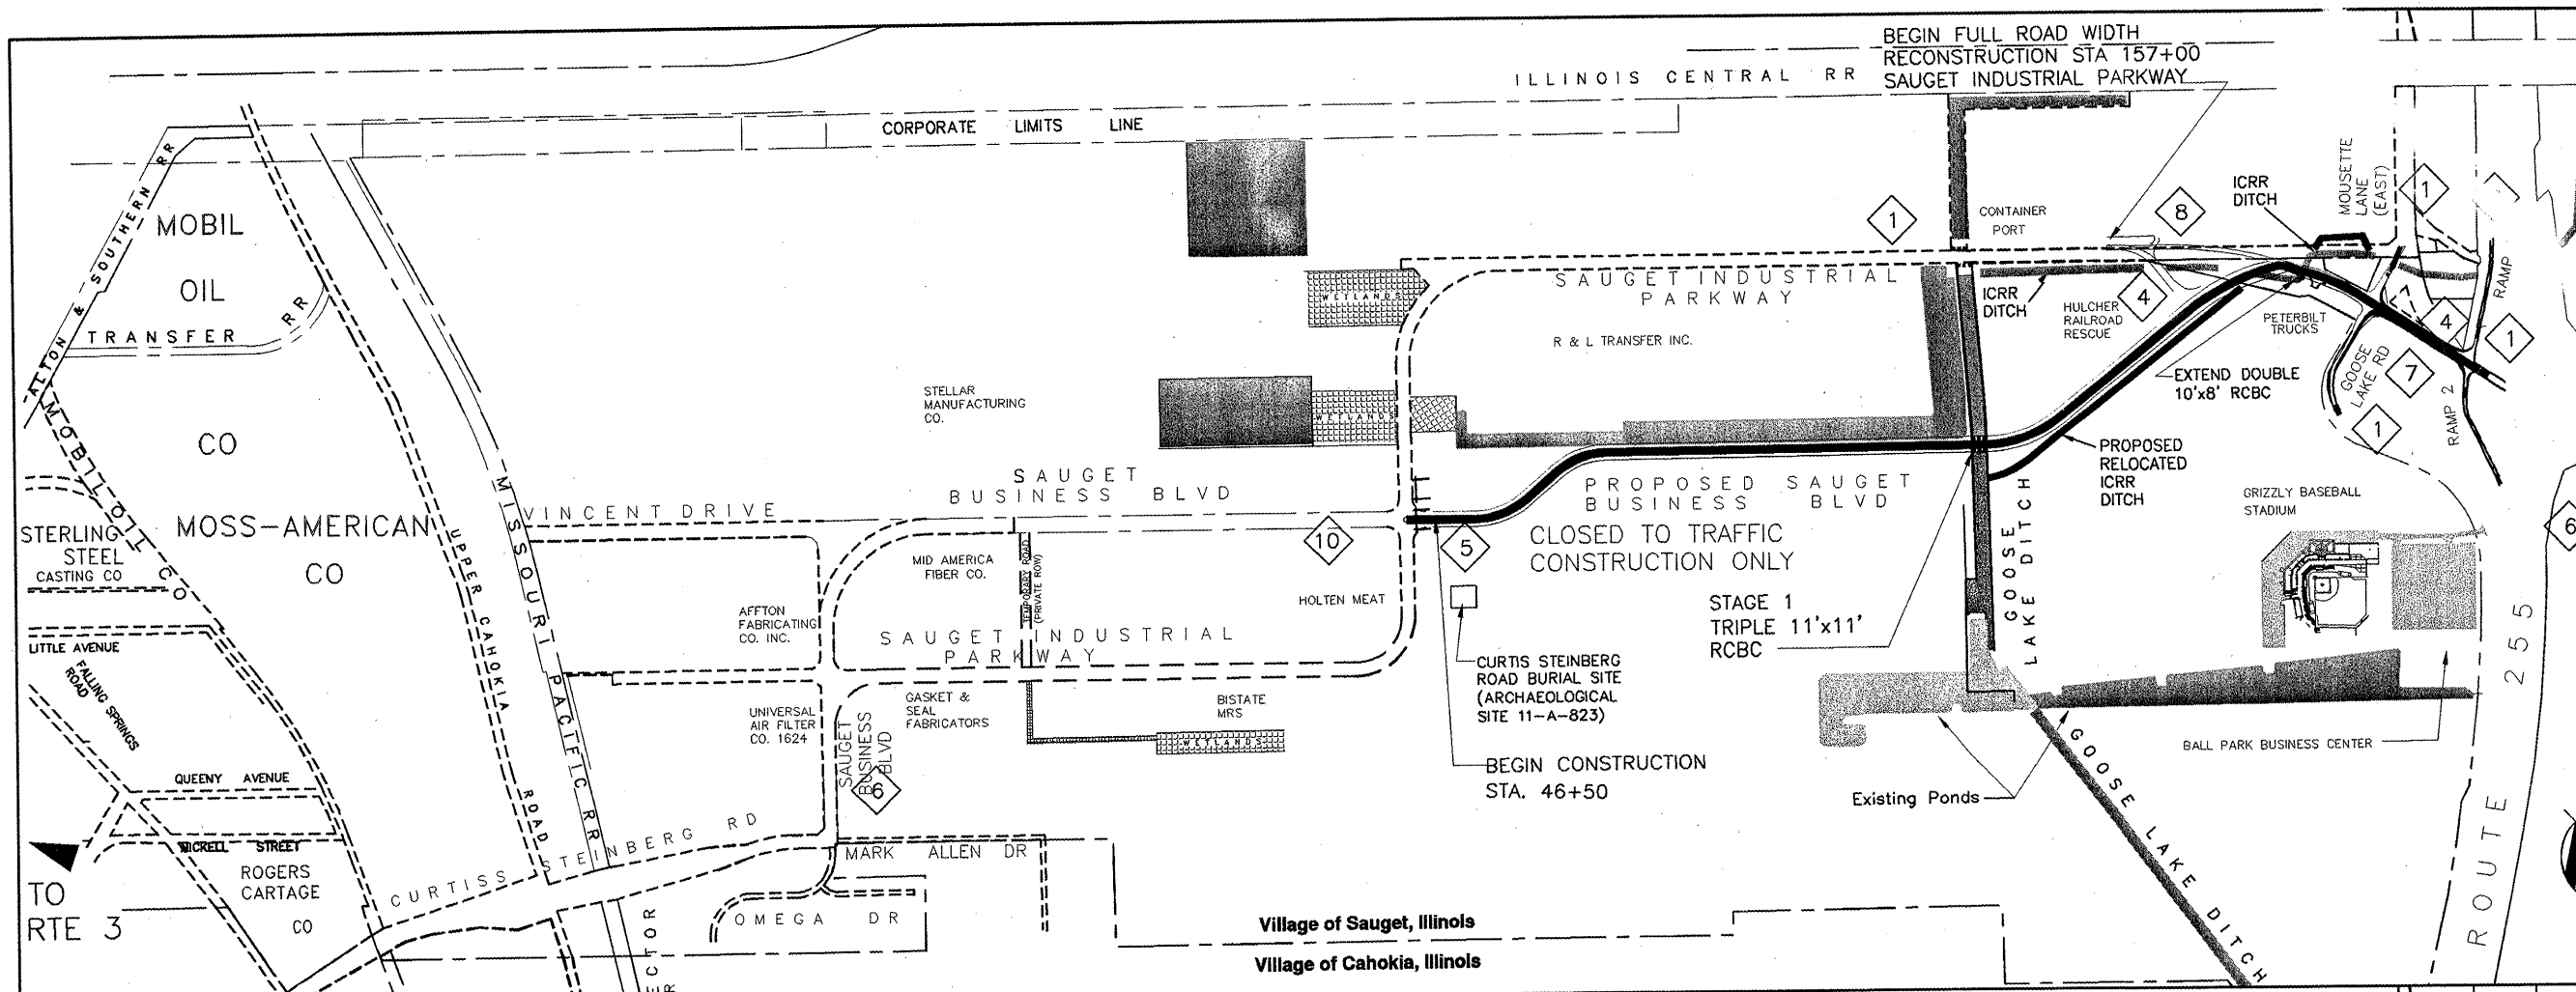 BEGIN FULL ROAD WIDTH
RECONSTRUCTION STA 157+00
SAUGET INDUSTRIAL PARKWAY
ILLINOIS CENTRAL RR
CORPORATE LIMITS LINE
ALTON & SOUTHERN RR
MOBIL
OIL
CO
TRANSFER RR
MOBIL OIL CO
MOSS-AMERICAN
CO
STERLING
STEEL
CASTING CO
LITTLE AVENUE
FALLING SPRINGS
ROAD
QUEENY AVENUE
NICKELL STREET
ROGERS
CARTAGE
CO
TO
RTE 3
UPPER CAHOKIA ROAD
MISSOURI PACIFIC RR
VINCENT DRIVE
CURTISS STEINBERG RD
STELLAR
MANUFACTURING
CO.
SAUGET
BUSINESS BLVD
MID AMERICA
FIBER CO.
TEMPORARY ROAD
(PRIVATE ROW)
AFFTON
FABRICATING
CO. INC.
SAUGET INDUSTRIAL
PARKWAY
HOLTEN MEAT
UNIVERSAL
AIR FILTER
CO. 1624
SAUGET
BUSINESS
BLVD
6
GASKET &
SEAL
FABRICATORS
BISTATE
MRS
WETLANDS
MARK ALLEN DR
OMEGA DR
ECTOR
R
Village of Sauget, Illinois
Village of Cahokia, Illinois
WETLANDS
WETLANDS
SAUGET INDUSTRIAL
PARKWAY
R & L TRANSFER INC.
1
CONTAINER
PORT
8
ICRR
DITCH
MOUSETTE
LANE
(EAST)
1
ICRR
DITCH
4
HULCHER
RAILROAD
RESCUE
PETERBILT
TRUCKS
GOOSE
LAKE RD
4
1
7
1
RAMP
RAMP 2
EXTEND DOUBLE
10'x8' RCBC
PROPOSED
RELOCATED
ICRR
DITCH
PROPOSED SAUGET
BUSINESS BLVD
CLOSED TO TRAFFIC
CONSTRUCTION ONLY
10
5
CURTIS STEINBERG
ROAD BURIAL SITE
(ARCHAEOLOGICAL
SITE 11-A-823)
BEGIN CONSTRUCTION
STA. 46+50
STAGE 1
TRIPLE 11'x11'
RCBC
GOOSE
LAKE DITCH
GRIZZLY BASEBALL
STADIUM
BALL PARK BUSINESS CENTER
Existing Ponds
GOOSE LAKE DITCH
ROUTE 255
6